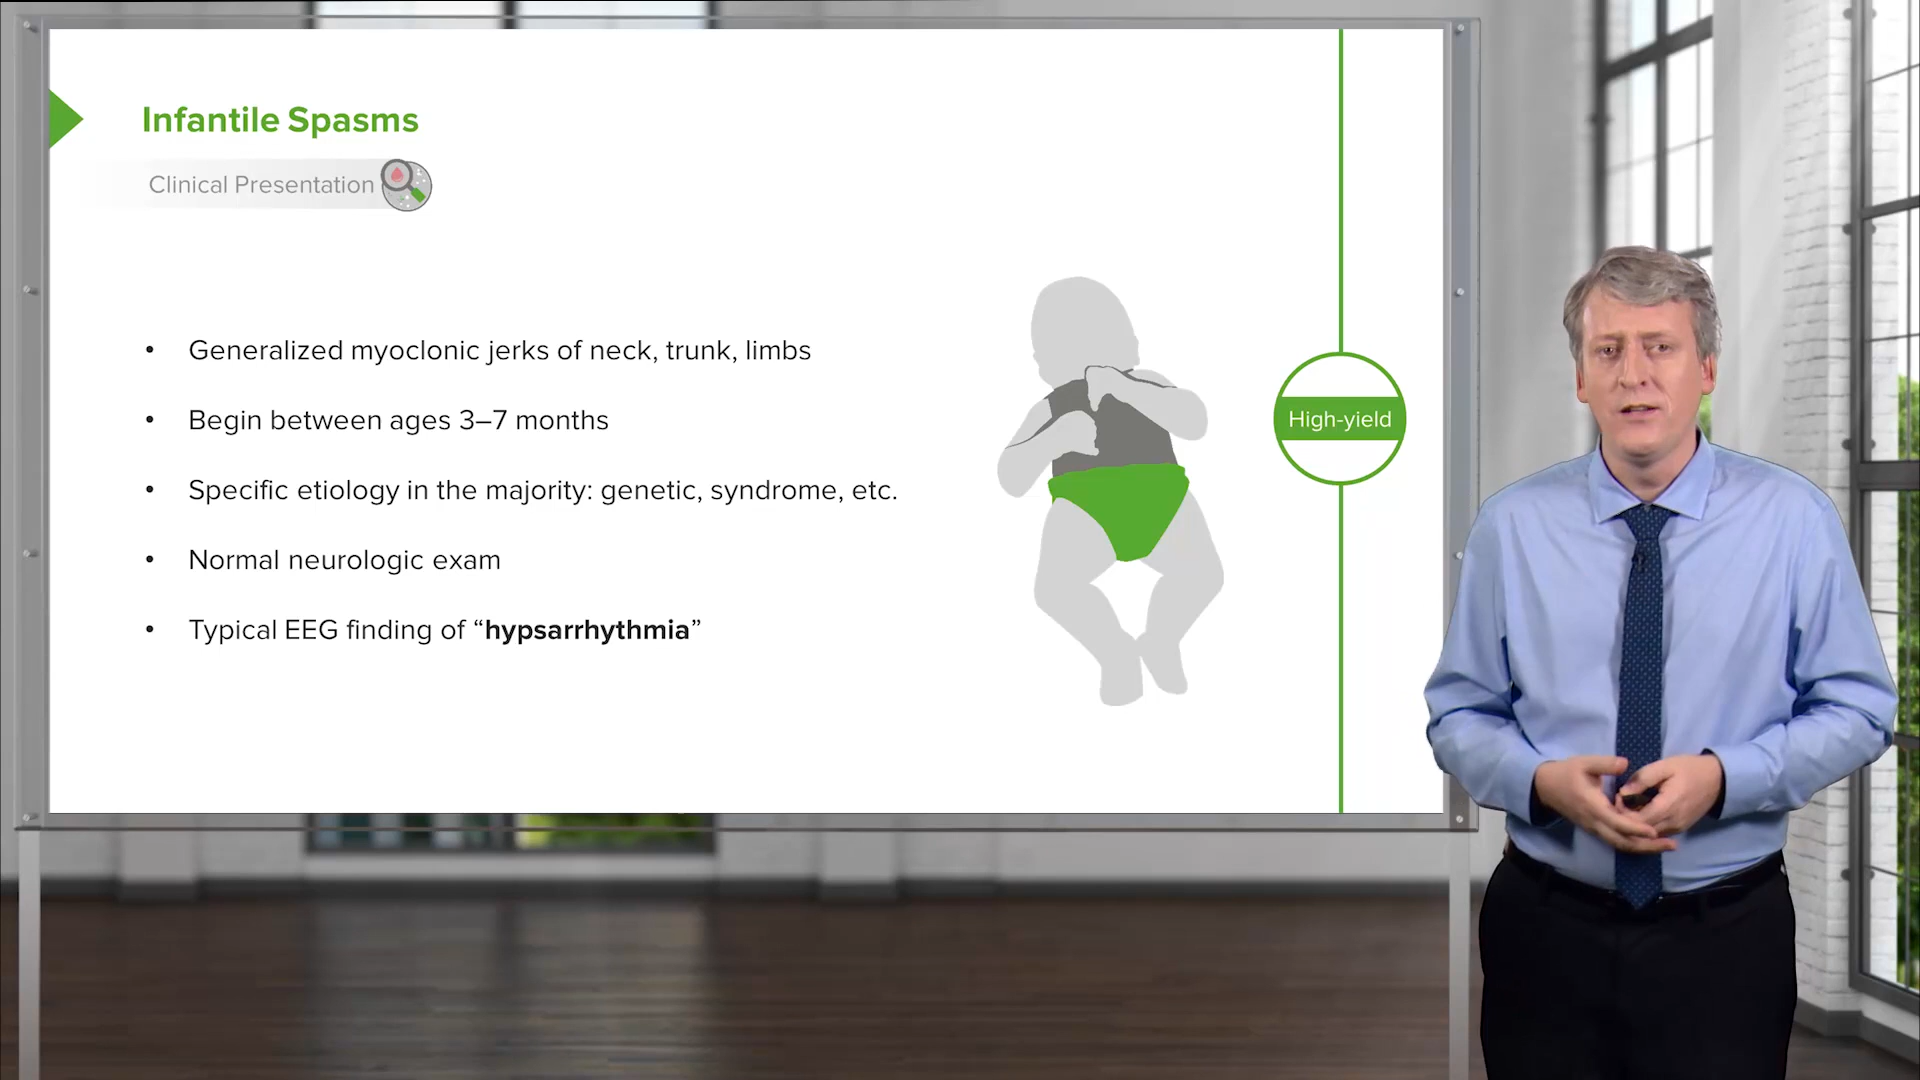 Infantile Spasms
Clinical Presentation
• Generalized myoclonic jerks of neck, trunk, limbs
• Begin between ages 3–7 months
• Specific etiology in the majority: genetic, syndrome, etc.
• Normal neurologic exam
• Typical EEG finding of “hypsarrhythmia”
High-yield